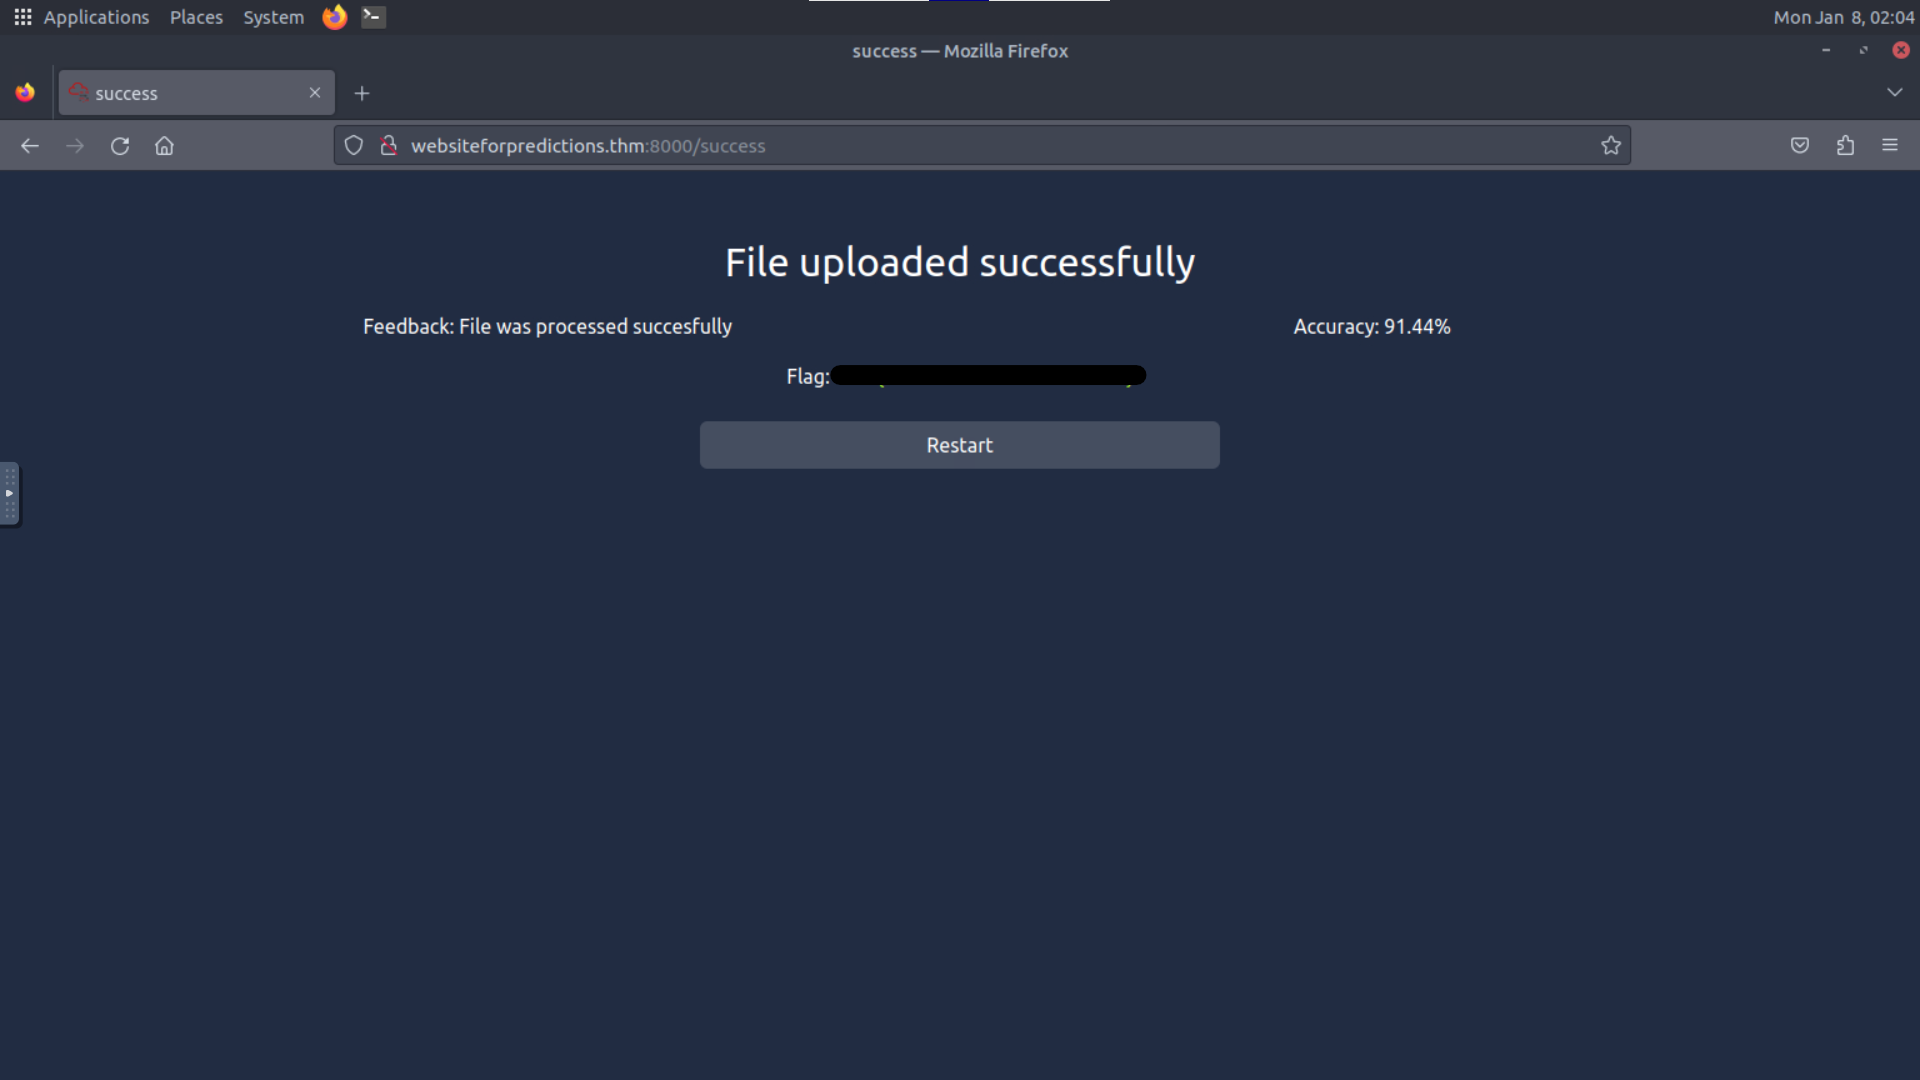 Applications Places System Mon Jan 8, 02:04
success — Mozilla Firefox
success
websiteforpredictions.thm:8000/success
File uploaded successfully
Feedback: File was processed succesfully Accuracy: 91.44%
Flag:
Restart